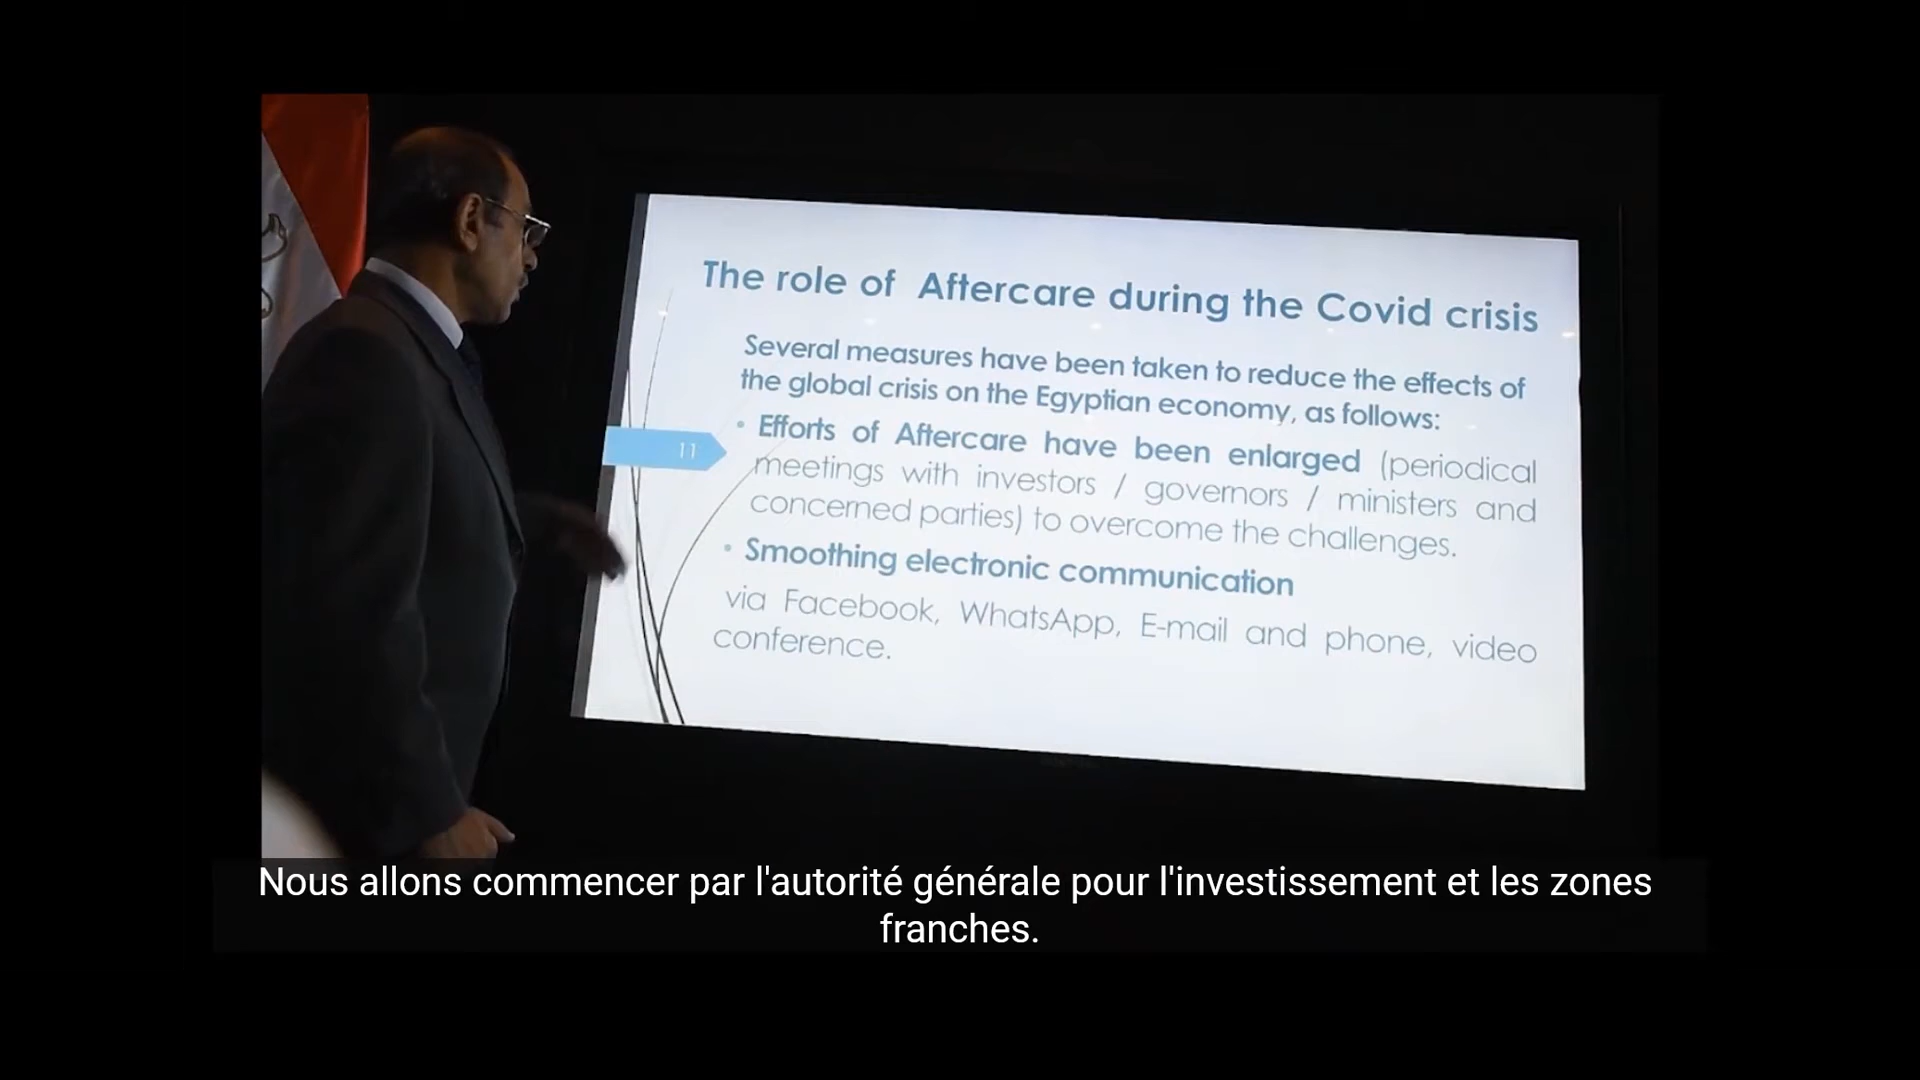 The role of Aftercare during the Covid crisis
Several measures have been taken to reduce the effects of
the global crisis on the Egyptian economy, as follows:
• Efforts of Aftercare have been enlarged (periodical
meetings with investors / governors / ministers and
concerned parties) to overcome the challenges.
11
• Smoothing electronic communication
via Facebook, WhatsApp, E-mail and phone, video
conference.
Nous allons commencer par l'autorité générale pour l'investissement et les zones
franches.